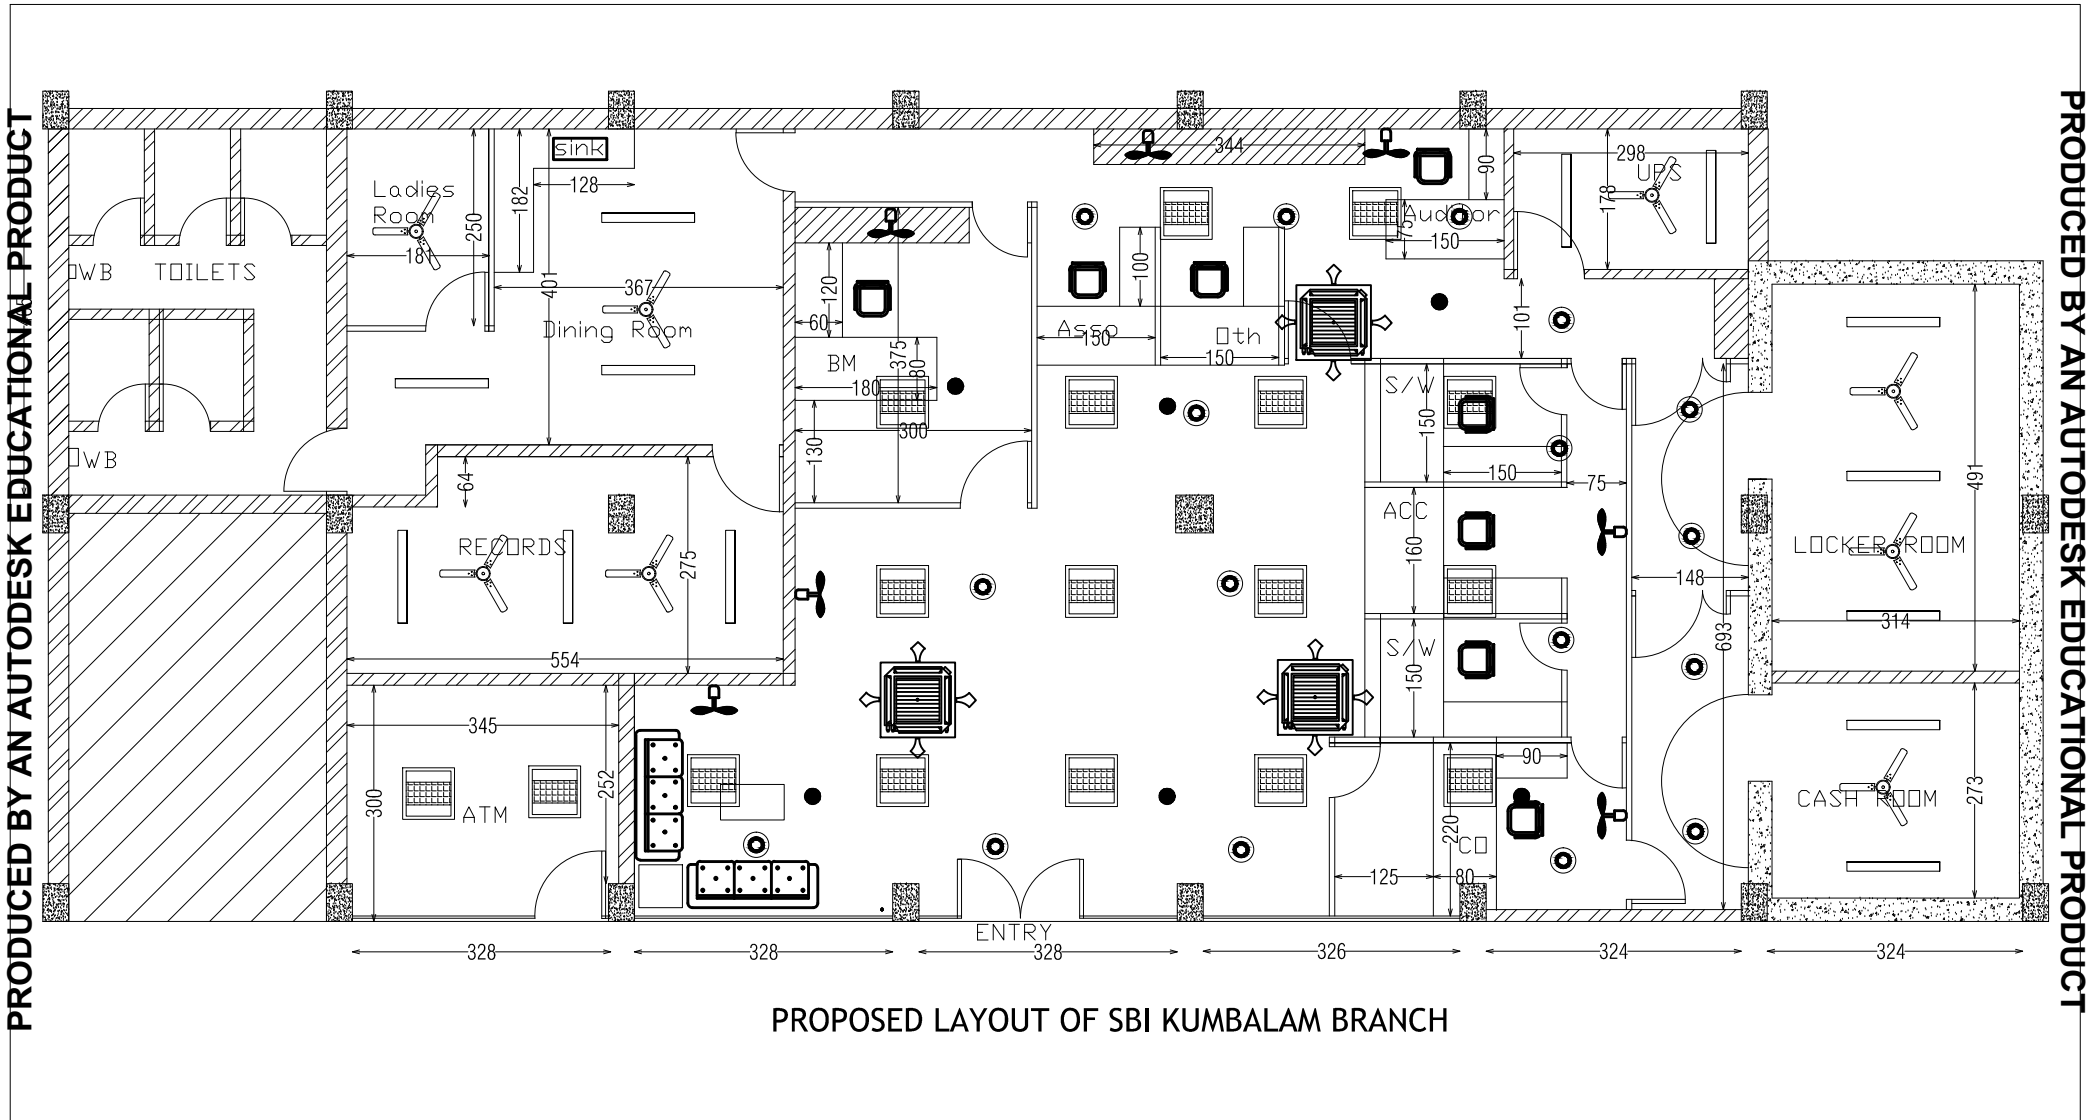 PRODUCED BY AN AUTODESK EDUCATIONAL PRODUCT
PRODUCED BY AN AUTODESK EDUCATIONAL PRODUCT
sink
344
90
298
UPS
Ladies
Room
182
128
250
178
Auditor
75
150
181
WB
TOILETS
401
367
Dining Room
120
60
100
Asso
150
Oth
150
101
BM
375
80
180
S/W
150
300
130
WB
64
150
75
491
ACC
160
RECORDS
275
LOCKER ROOM
148
554
S/W
150
693
314
345
300
252
ATM
90
220
CO
125
80
CASH ROOM
273
ENTRY
328
328
328
326
324
324
PROPOSED LAYOUT OF SBI KUMBALAM BRANCH